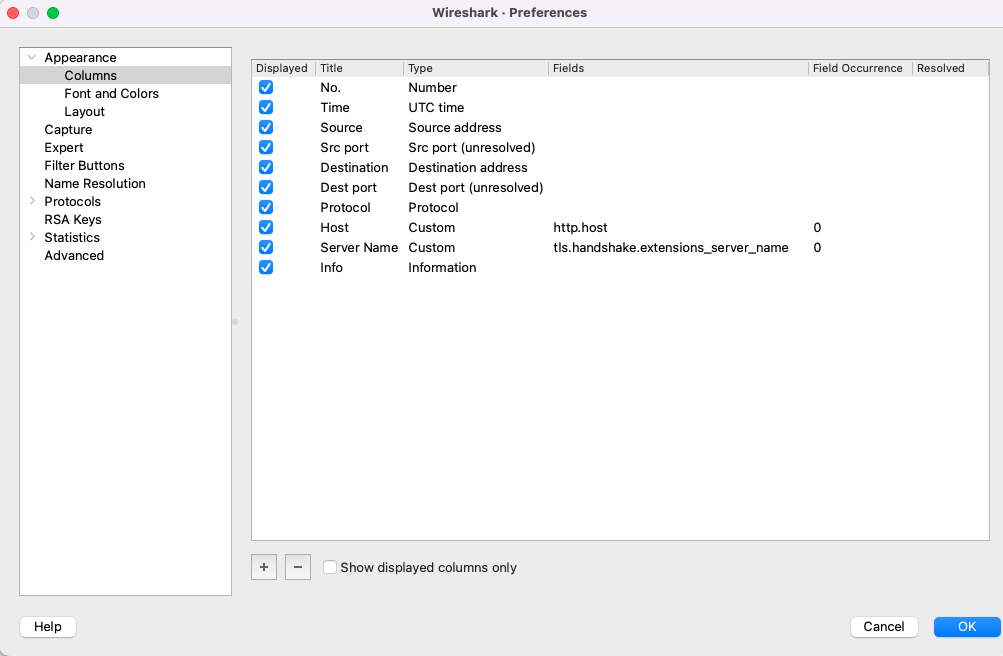 Wireshark · Preferences
Appearance
Columns
Font and Colors
Layout
Capture
Expert
Filter Buttons
Name Resolution
Protocols
RSA Keys
Statistics
Advanced
Displayed Title Type Fields Field Occurrence Resolved
No. Number
Time UTC time
Source Source address
Src port Src port (unresolved)
Destination Destination address
Dest port Dest port (unresolved)
Protocol Protocol
Host Custom http.host 0
Server Name Custom tls.handshake.extensions_server_name 0
Info Information
+ − Show displayed columns only
Help Cancel OK